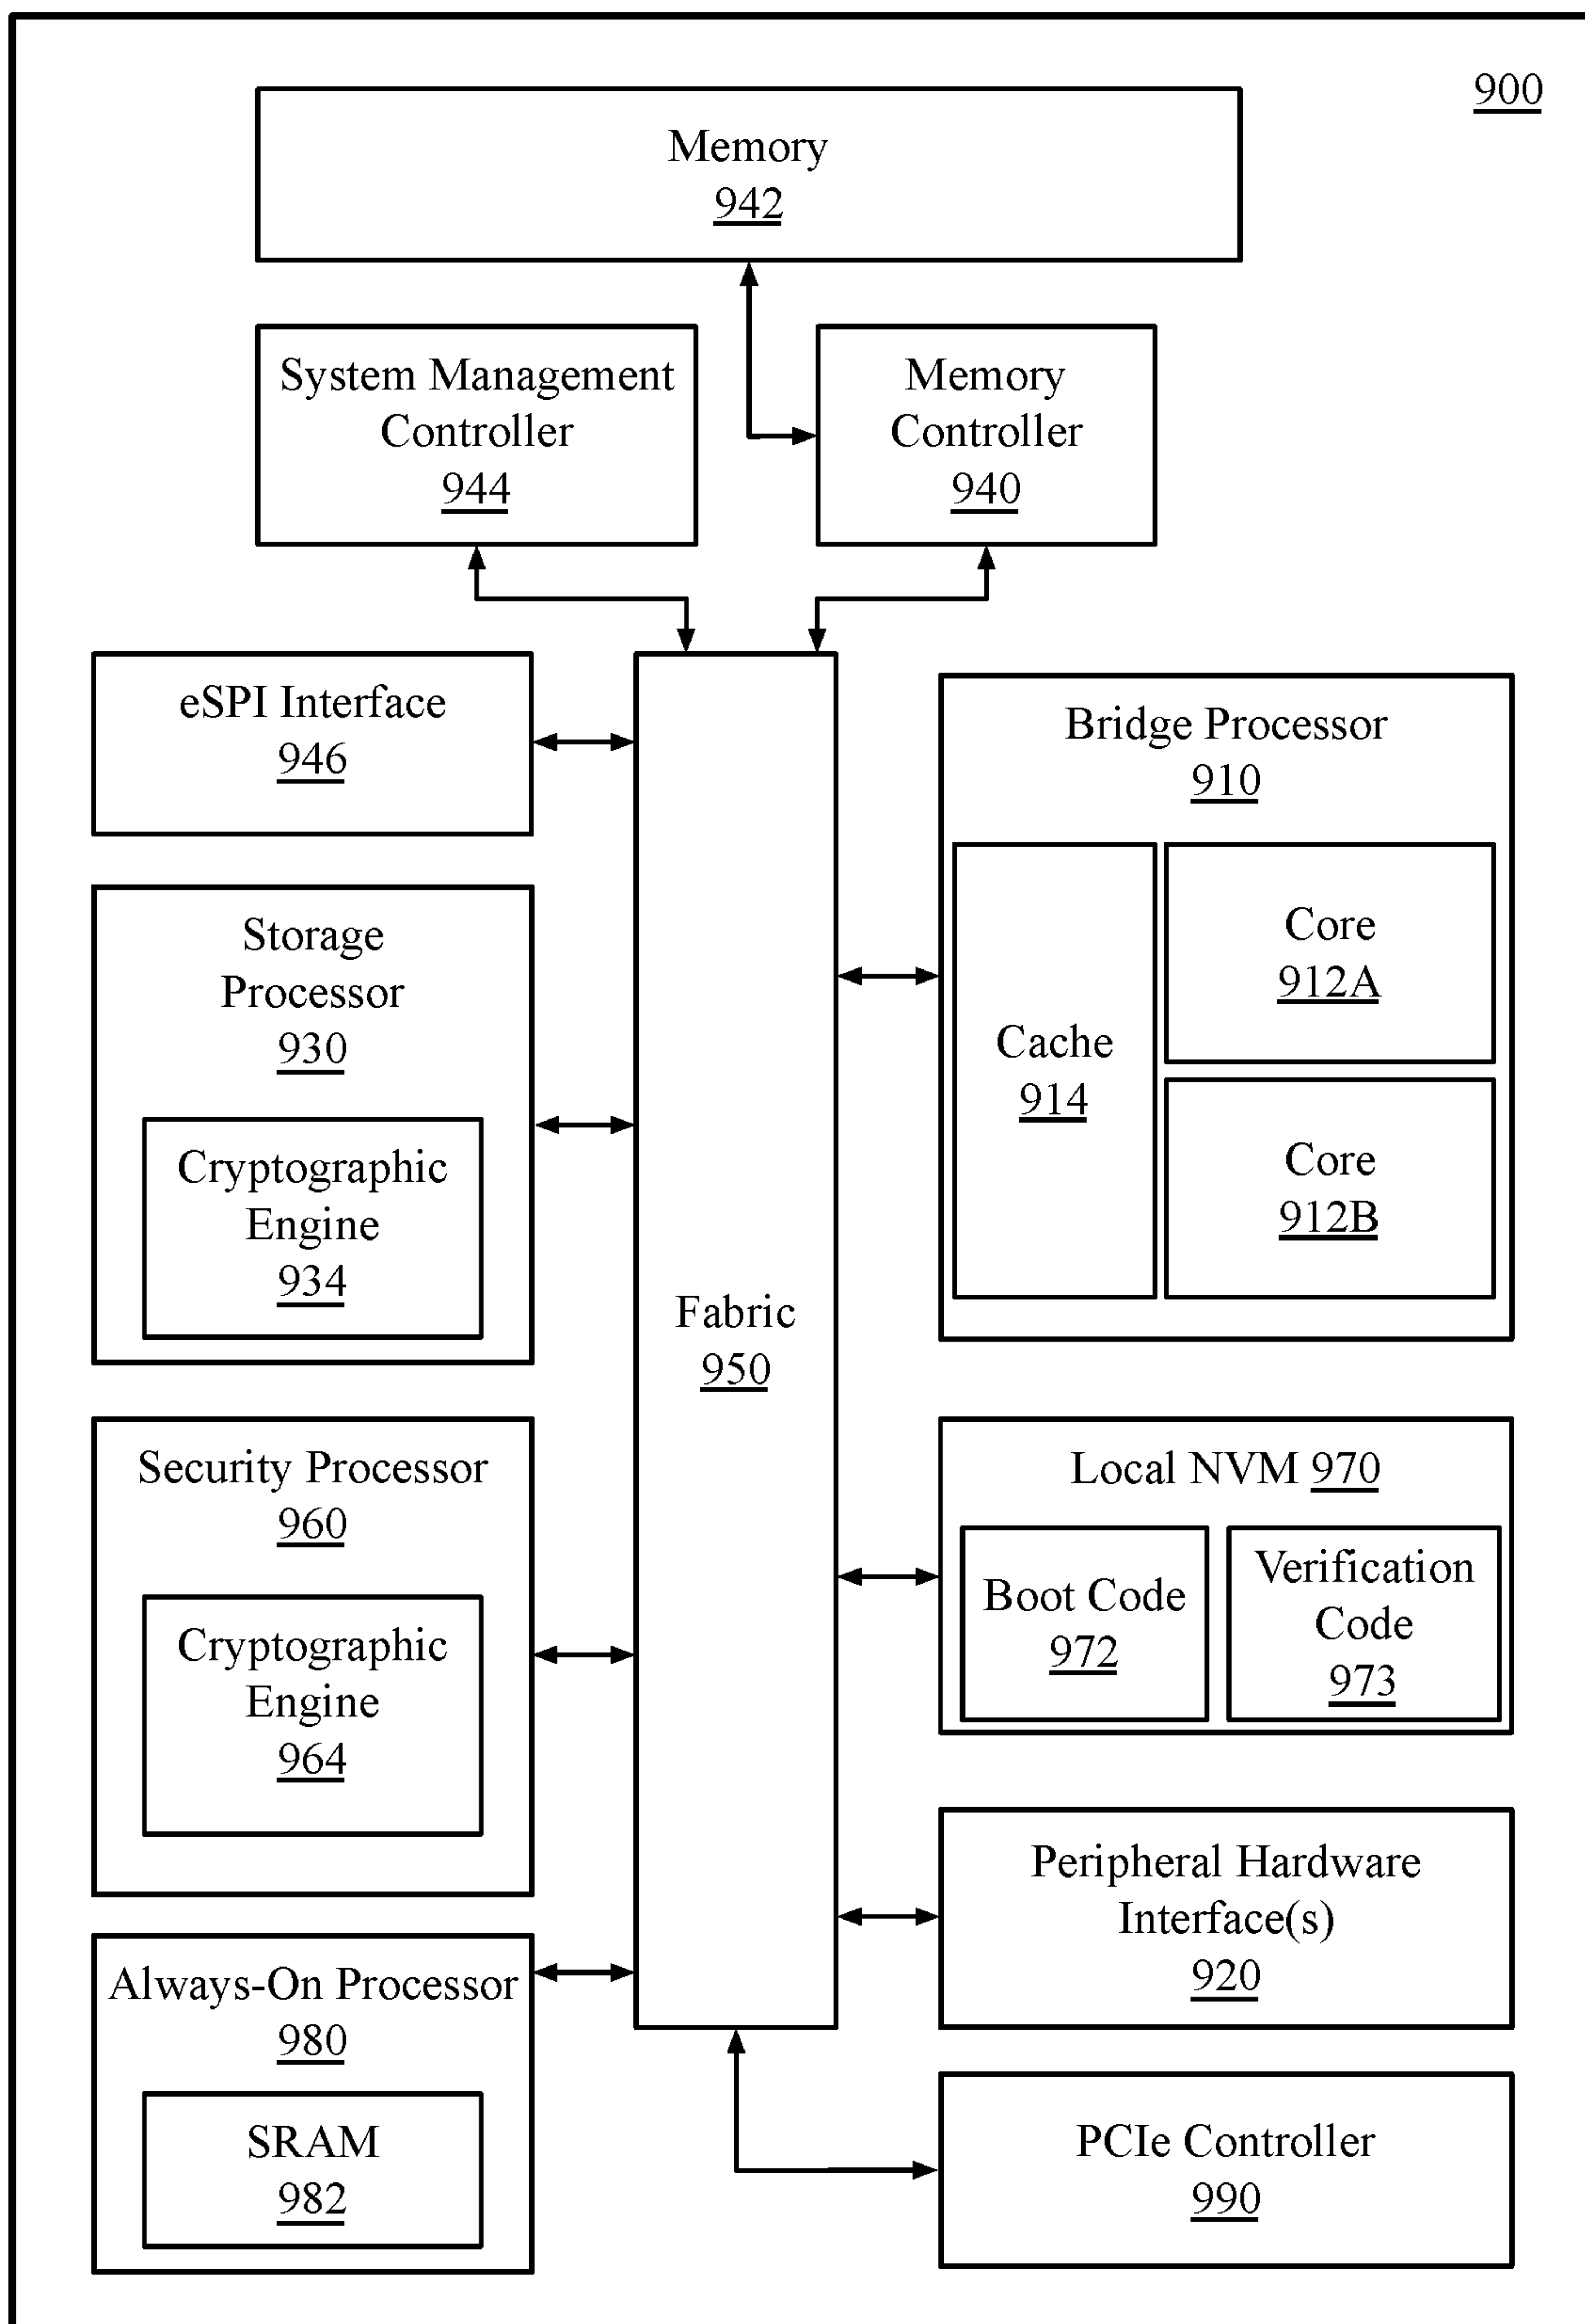 900
Memory
942
System Management
Controller
944
Memory
Controller
940
eSPI Interface
946
Bridge Processor
910
Cache
914
Core
912A
Core
912B
Storage
Processor
930
Cryptographic
Engine
934
Fabric
950
Security Processor
960
Cryptographic
Engine
964
Local NVM 970
Boot Code
972
Verification
Code
973
Peripheral Hardware
Interface(s)
920
Always-On Processor
980
SRAM
982
PCIe Controller
990